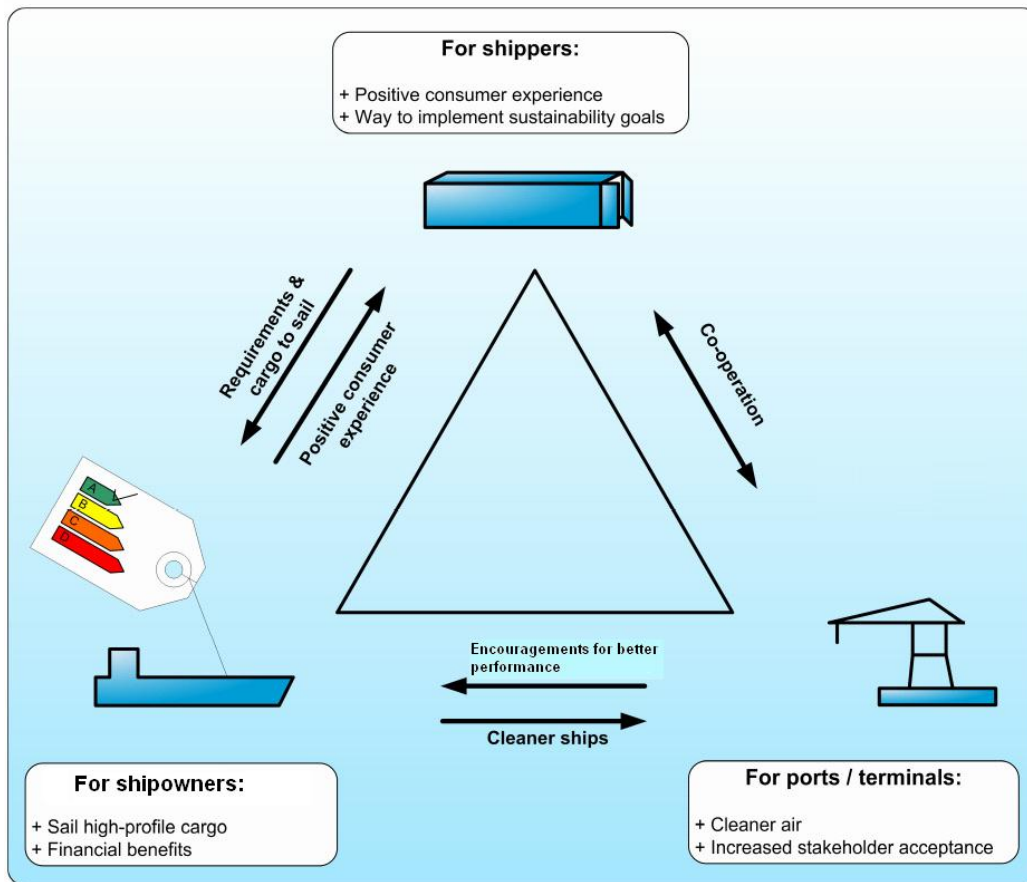 For shippers:
+ Positive consumer experience
+ Way to implement sustainability goals
Requirements &
cargo to sail
Positive consumer
experience
Co-operation
A
B
C
D
Encouragements for better
performance
Cleaner ships
For shipowners:
+ Sail high-profile cargo
+ Financial benefits
For ports / terminals:
+ Cleaner air
+ Increased stakeholder acceptance